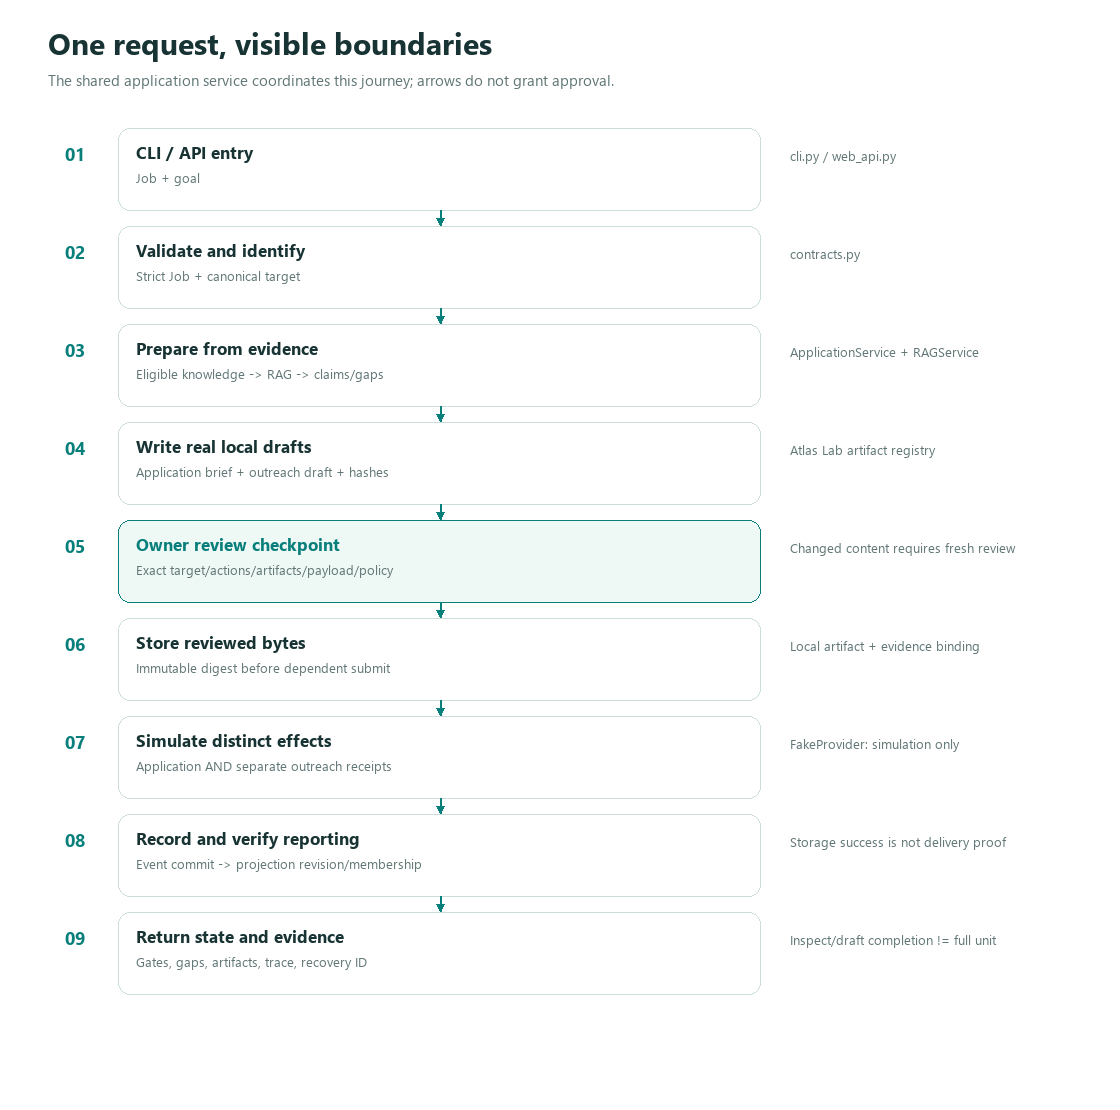 One request, visible boundaries
The shared application service coordinates this journey; arrows do not grant approval.
01
CLI / API entry
Job + goal
cli.py / web_api.py
02
Validate and identify
Strict Job + canonical target
contracts.py
03
Prepare from evidence
Eligible knowledge -> RAG -> claims/gaps
ApplicationService + RAGService
04
Write real local drafts
Application brief + outreach draft + hashes
Atlas Lab artifact registry
05
Owner review checkpoint
Exact target/actions/artifacts/payload/policy
Changed content requires fresh review
06
Store reviewed bytes
Immutable digest before dependent submit
Local artifact + evidence binding
07
Simulate distinct effects
Application AND separate outreach receipts
FakeProvider: simulation only
08
Record and verify reporting
Event commit -> projection revision/membership
Storage success is not delivery proof
09
Return state and evidence
Gates, gaps, artifacts, trace, recovery ID
Inspect/draft completion != full unit